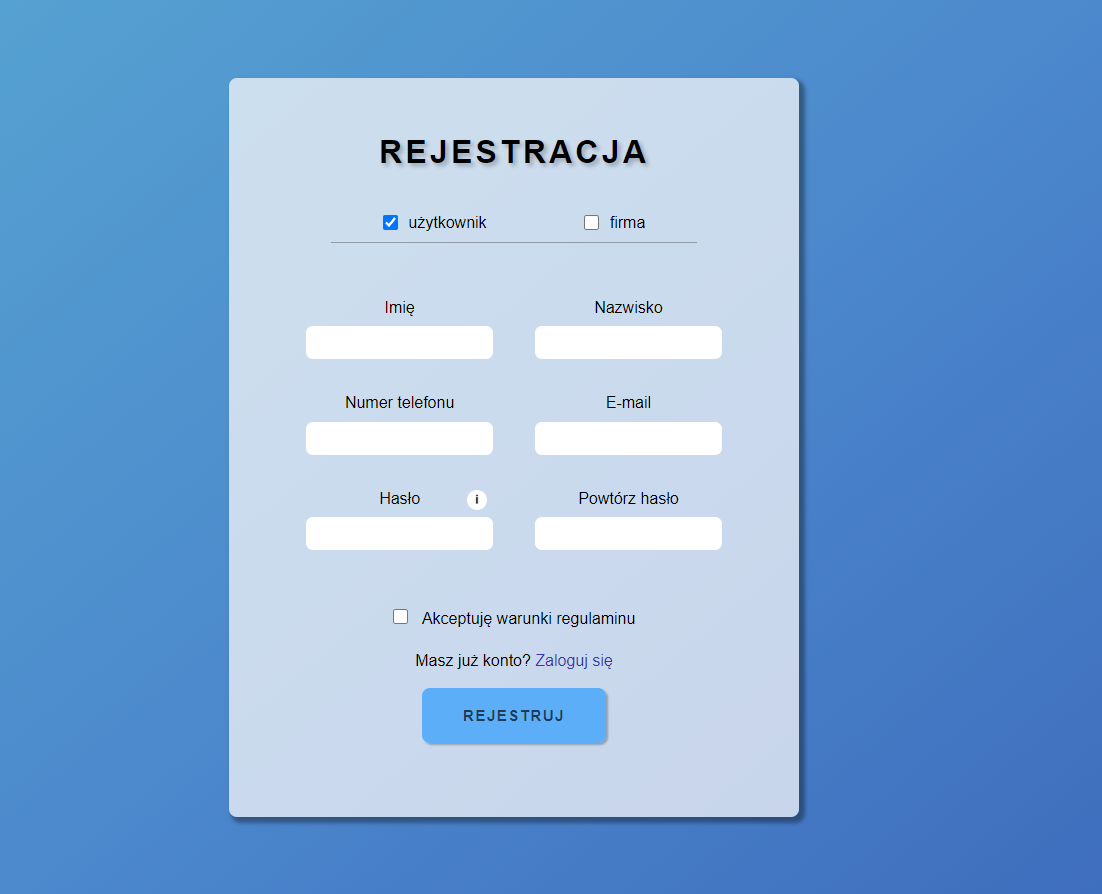 REJESTRACJA
użytkownik firma
Imię Nazwisko
Numer telefonu E-mail
Hasło i Powtórz hasło
Akceptuję warunki regulaminu
Masz już konto? Zaloguj się
REJESTRUJ